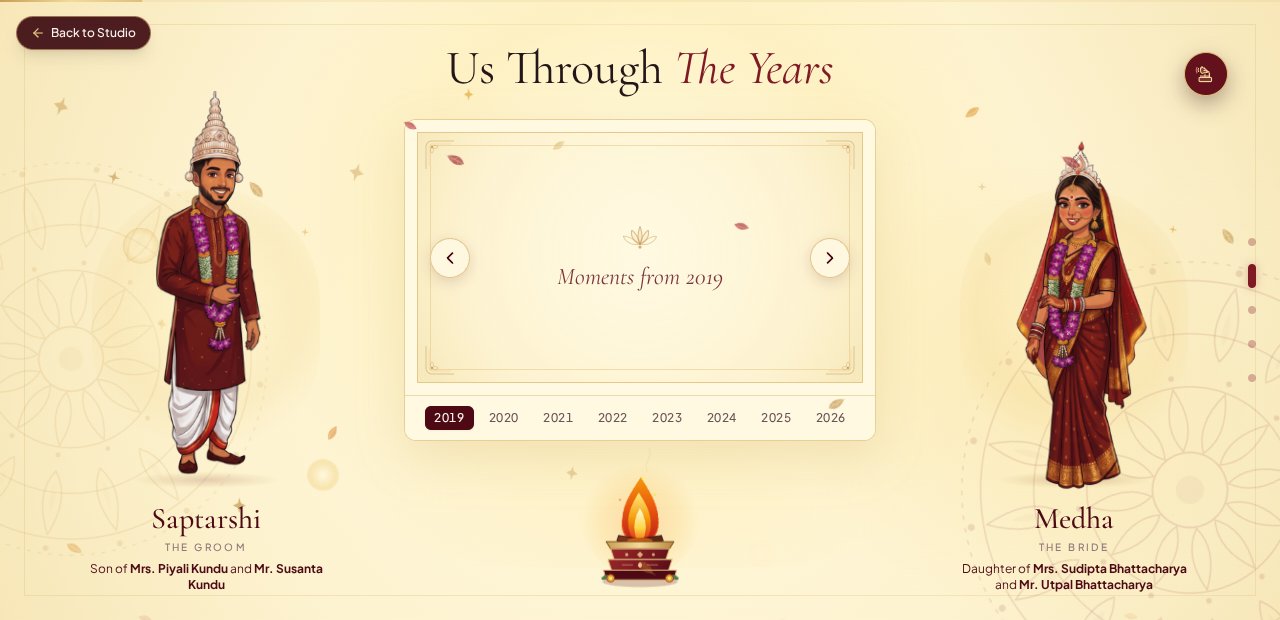 Back to Studio
Us Through The Years
Moments from 2019
2019 2020 2021 2022 2023 2024 2025 2026
Saptarshi
THE GROOM
Son of Mrs. Piyali Kundu and Mr. Susanta
Kundu
Medha
THE BRIDE
Daughter of Mrs. Sudipta Bhattacharya
and Mr. Utpal Bhattacharya